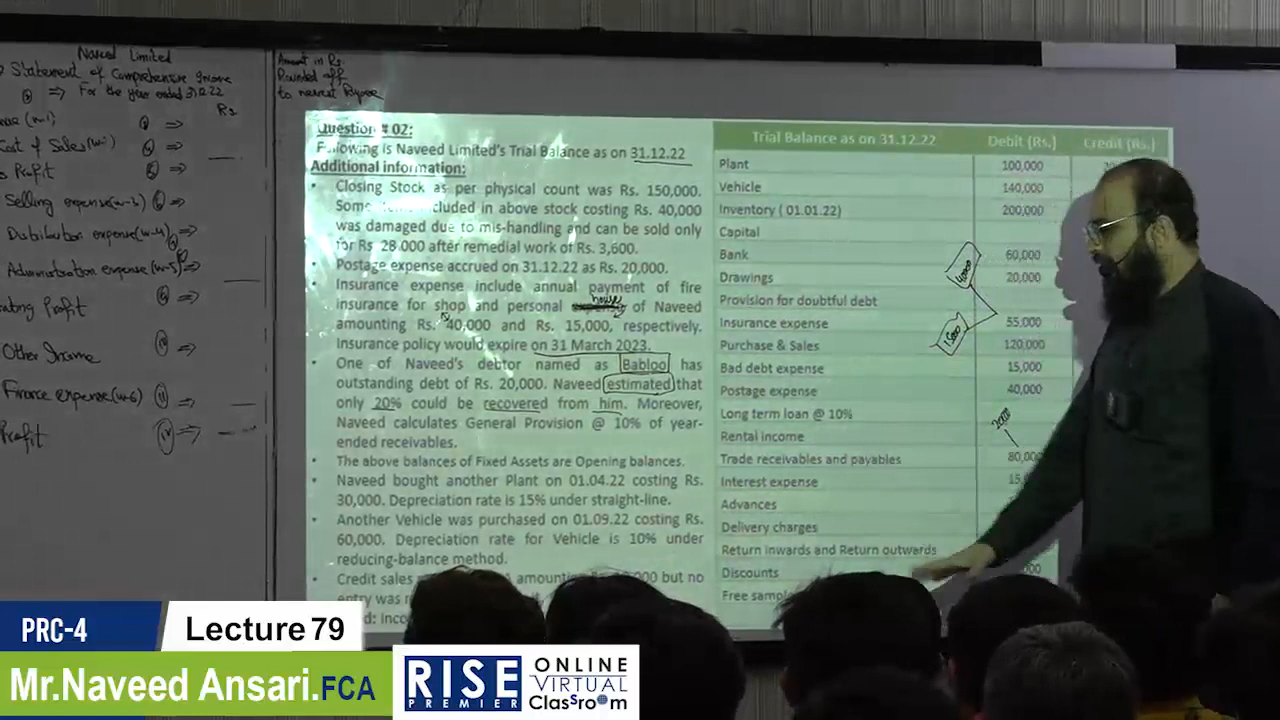 Naveed Limited
Statement of Comprehensive Income
For the year ended 31.12.22
Rs
(w-1)
Cost of Sales
Profit
Selling expense (w-3)
Distribution expense (w-4)
Administration expense (w-5)
Profit
Other Income
Finance expense (w-6)
Profit
Amount in Rs.
Rounded off
to nearest Rupee
Question # 02:
Following is Naveed Limited's Trial Balance as on 31.12.22
Additional information:
• Closing Stock as per physical count was Rs. 150,000.
Some items included in above stock costing Rs. 40,000
was damaged due to mis-handling and can be sold only
for Rs 28.000 after remedial work of Rs. 3,600.
• Postage expense accrued on 31.12.22 as Rs. 20,000.
• Insurance expense include annual payment of fire
insurance for shop and personal house of Naveed
amounting Rs. 40,000 and Rs. 15,000, respectively.
Insurance policy would expire on 31 March 2023.
• One of Naveed's debtor named as Babloo has
outstanding debt of Rs. 20,000. Naveed estimated that
only 20% could be recovered from him. Moreover,
Naveed calculates General Provision @ 10% of year-
ended receivables.
• The above balances of Fixed Assets are Opening balances.
• Naveed bought another Plant on 01.04.22 costing Rs.
30,000. Depreciation rate is 15% under straight-line.
• Another Vehicle was purchased on 01.09.22 costing Rs.
60,000. Depreciation rate for Vehicle is 10% under
reducing-balance method.
• Credit sales but no
entry was
Trial Balance as on 31.12.22 Debit (Rs.) Credit (Rs.)
Plant 100,000
Vehicle 140,000
Inventory ( 01.01.22) 200,000
Capital
Bank 60,000
Drawings 20,000
Provision for doubtful debt
Insurance expense 55,000
Purchase & Sales 120,000
Bad debt expense 15,000
Postage expense 40,000
Long term loan @ 10%
Rental income
Trade receivables and payables 80,000
Interest expense
Advances
Delivery charges
Return inwards and Return outwards
Discounts
Free
40000
15000
PRC-4
Lecture 79
Mr.Naveed Ansari.FCA
RISE
PREMIER
ONLINE
VIRTUAL
ClasSroom